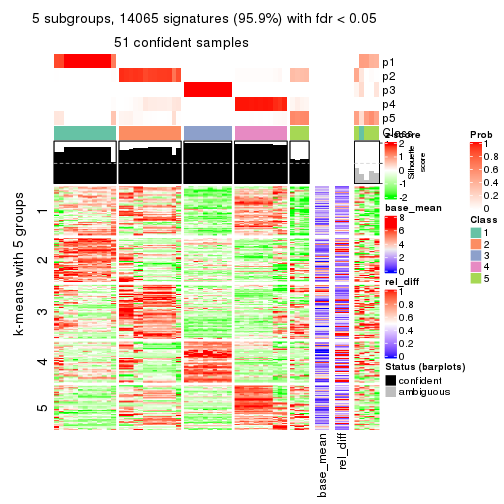 5 subgroups, 14065 signatures (95.9%) with fdr < 0.05
51 confident samples
p1
p2
p3
p4
p5
Class
Silhouette
score
k-means with 5 groups
1
2
3
4
5
base_mean
rel_diff
z-score
2
1
0
-1
-2
base_mean
8
6
4
2
0
rel_diff
1
0.8
0.6
0.4
0.2
0
Status (barplots)
confident
ambiguous
Prob
1
0.8
0.6
0.4
0.2
0
Class
1
2
3
4
5